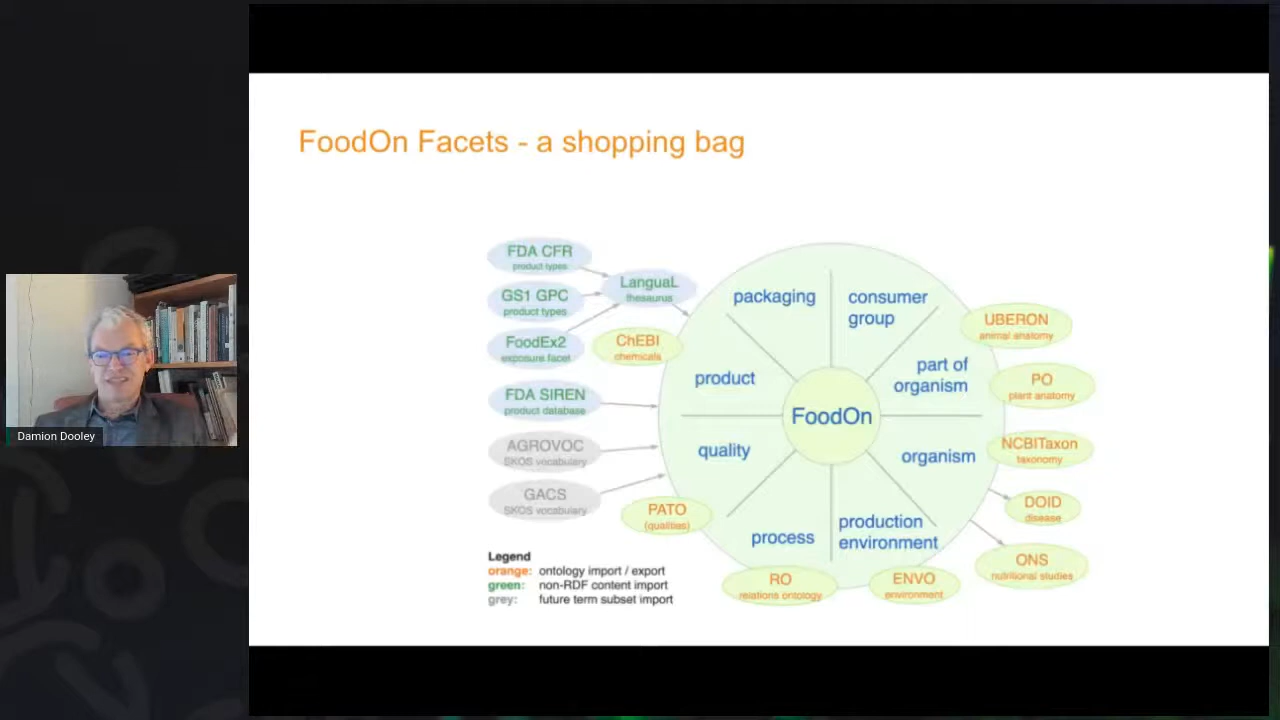 FoodOn Facets - a shopping bag
FDA CFR
product types
GS1 GPC
product types
FoodEx2
exposure facet
LanguaL
thesaurus
ChEBI
chemicals
FDA SIREN
product database
AGROVOC
SKOS vocabulary
GACS
SKOS vocabulary
PATO
(qualities)
packaging
consumer
group
product
part of
organism
FoodOn
quality
organism
process
production
environment
UBERON
animal anatomy
PO
plant anatomy
NCBITaxon
taxonomy
DOID
disease
ONS
nutritional studies
RO
relations ontology
ENVO
environment
Legend
orange: ontology import / export
green: non-RDF content import
grey: future term subset import
Damion Dooley